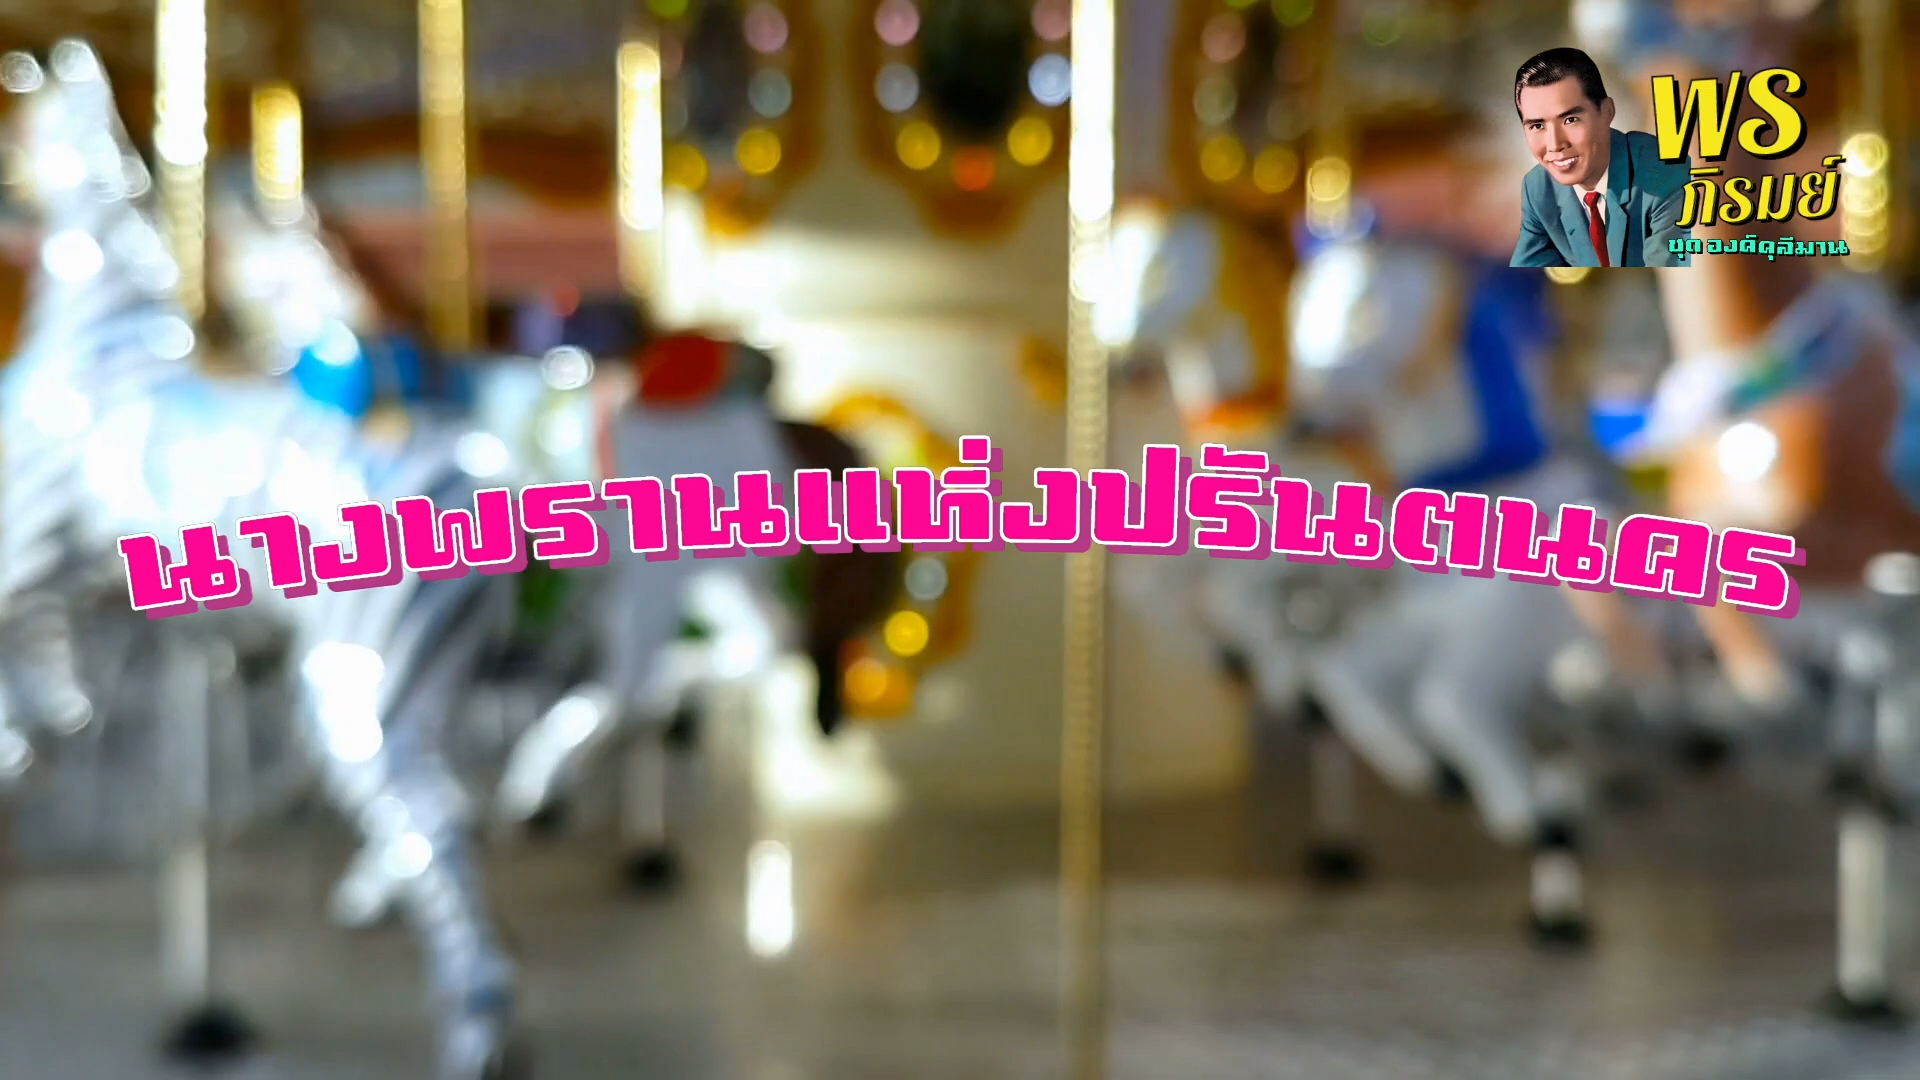 พร
ภิรมย์
ชุด องค์คุลีมาน
นางพรานแห่งปรันตนคร